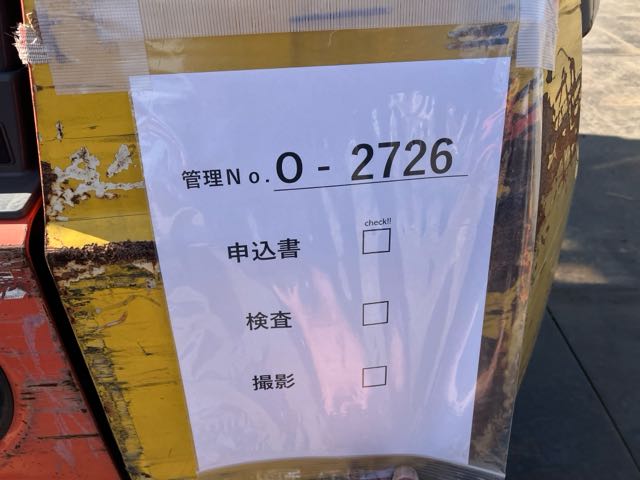 管理No. O - 2726
check!!
申込書 □
検査 □
撮影 □